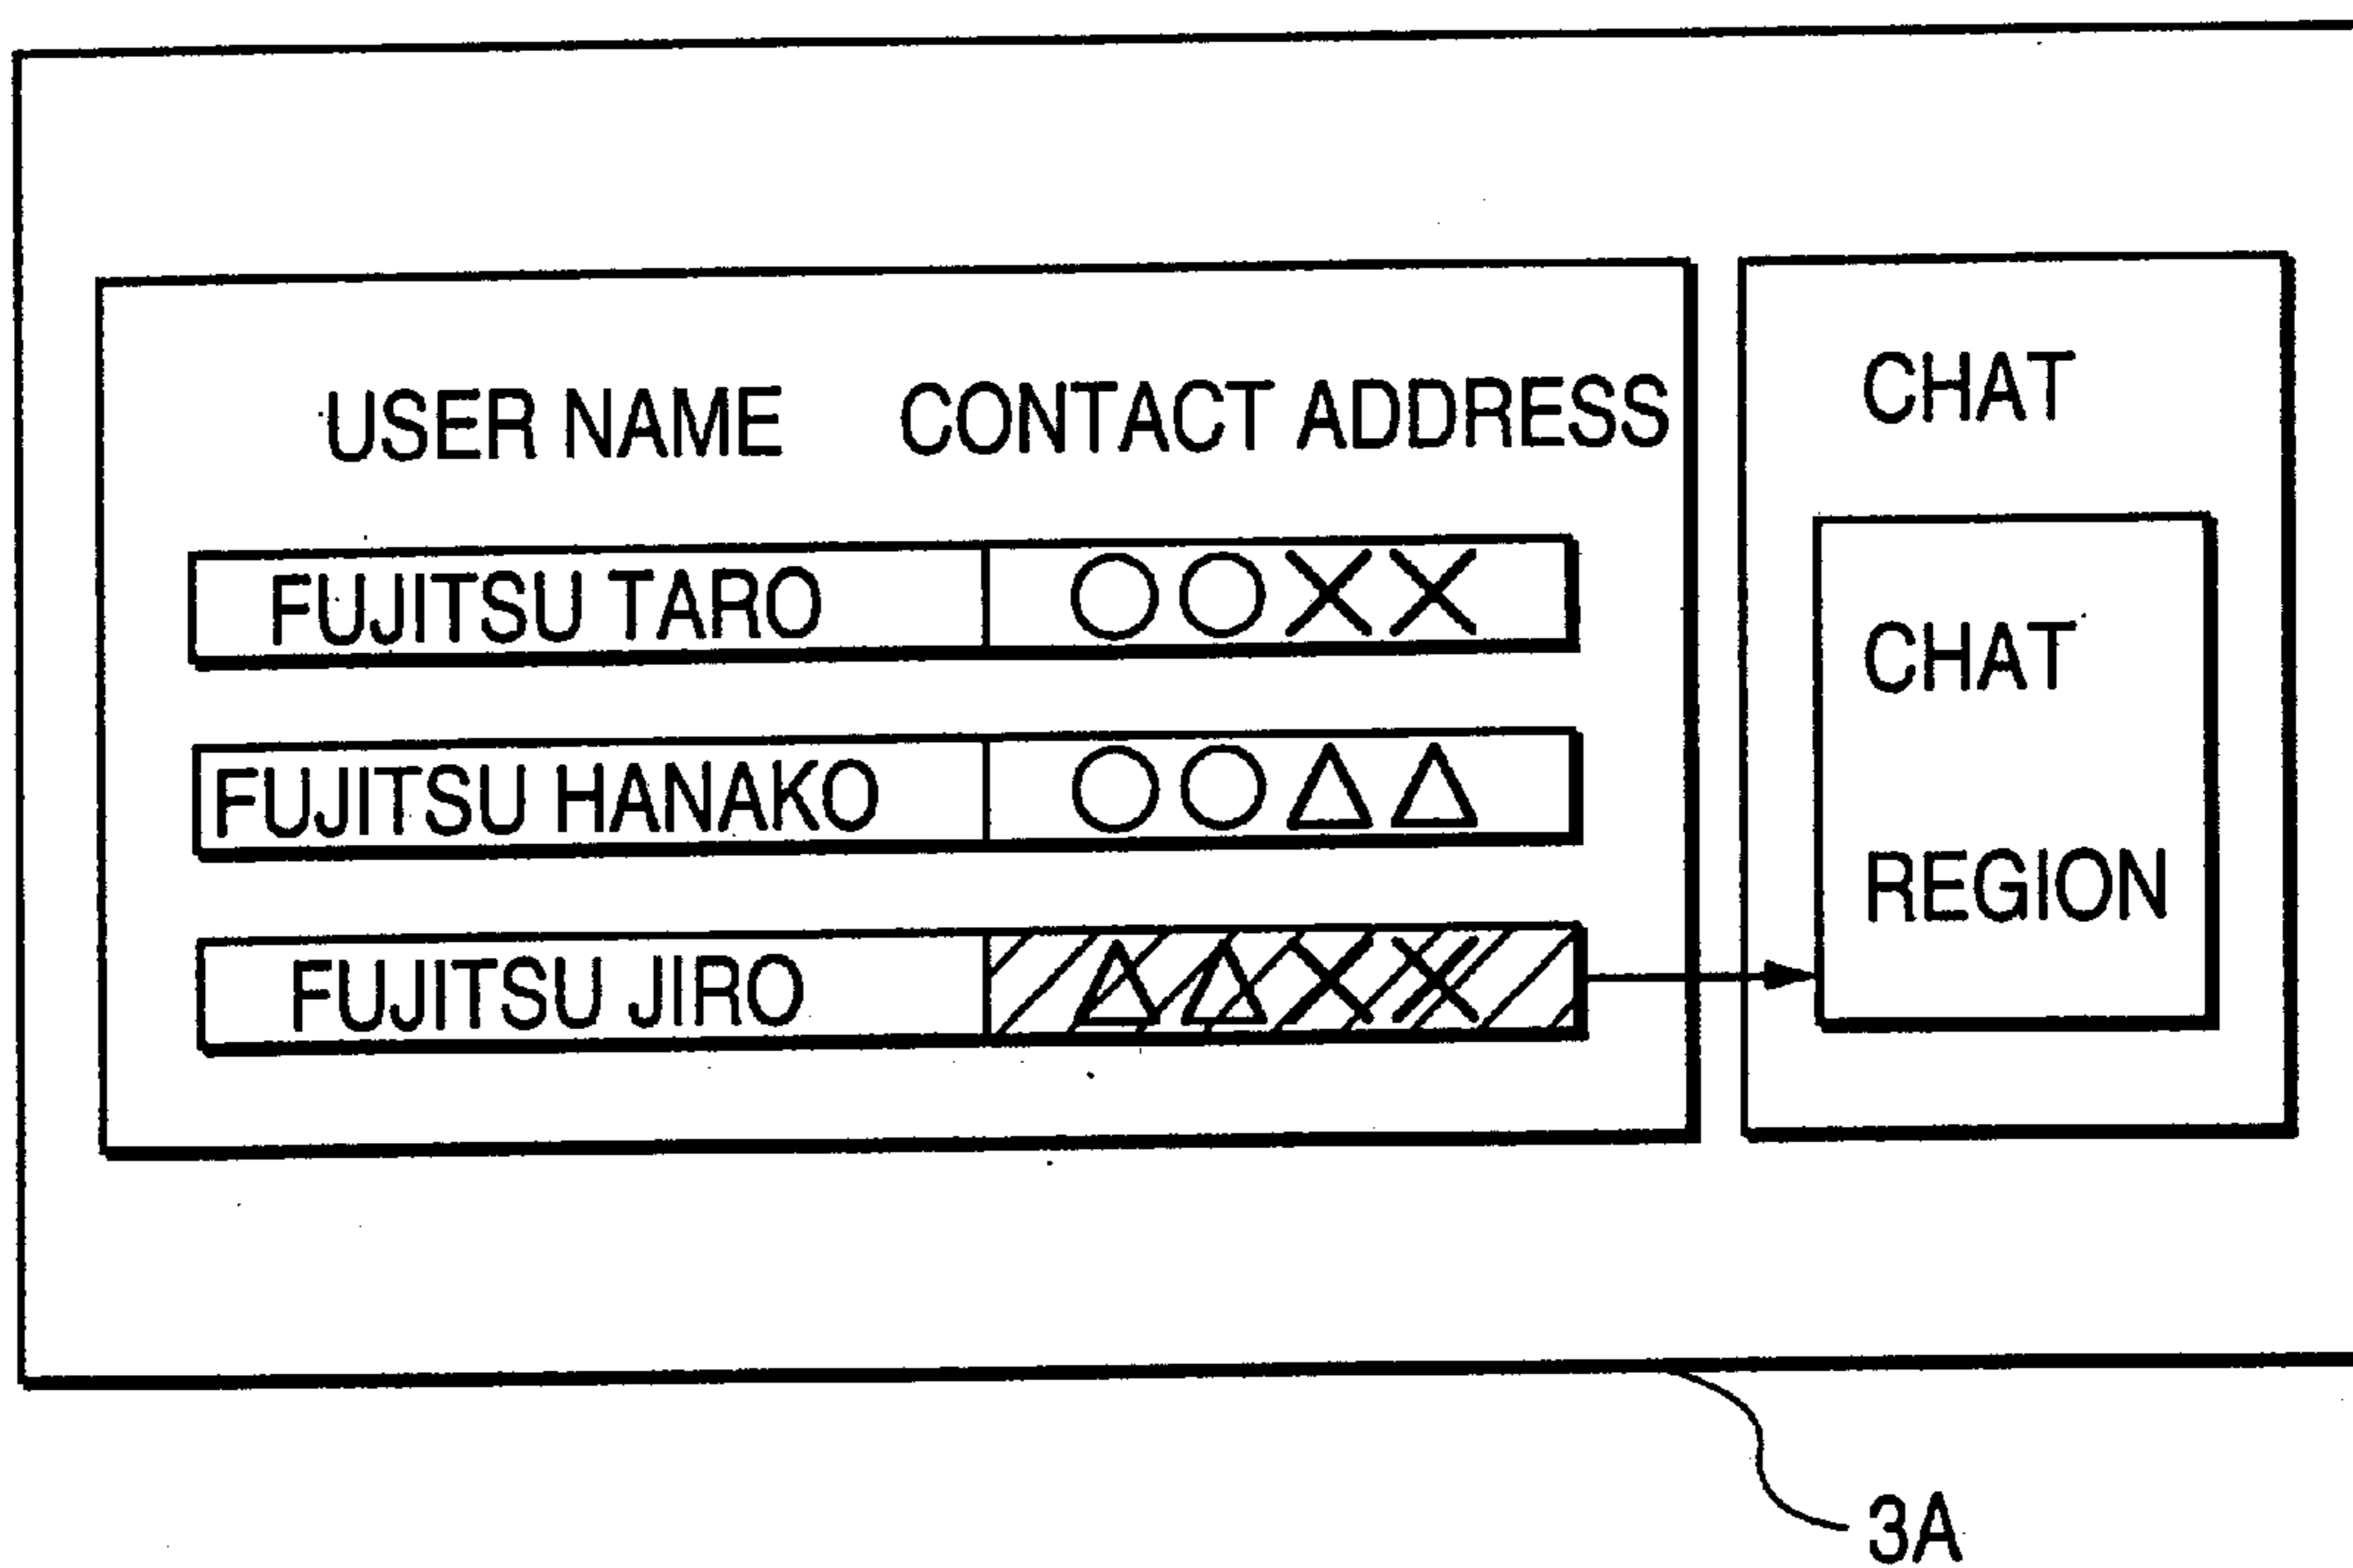 USER NAME CONTACT ADDRESS
FUJITSU TARO ○○××
FUJITSU HANAKO ○○△△
FUJITSU JIRO △△××
CHAT
CHAT
REGION
3A